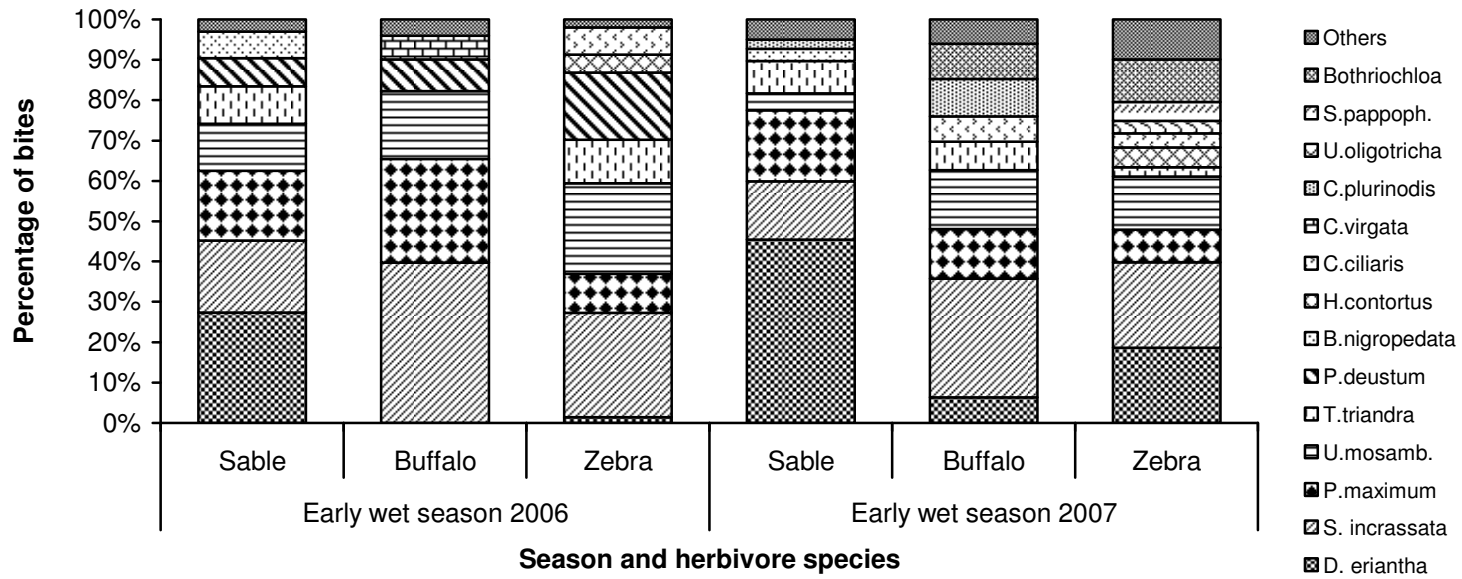 100%
90%
80%
70%
60%
50%
40%
30%
20%
10%
0%
Percentage of bites
Sable Buffalo Zebra Sable Buffalo Zebra
Early wet season 2006 Early wet season 2007
Season and herbivore species
Others
Bothriochloa
S.pappoph.
U.oligotricha
C.plurinodis
C.virgata
C.ciliaris
H.contortus
B.nigropedata
P.deustum
T.triandra
U.mosamb.
P.maximum
S. incrassata
D. eriantha